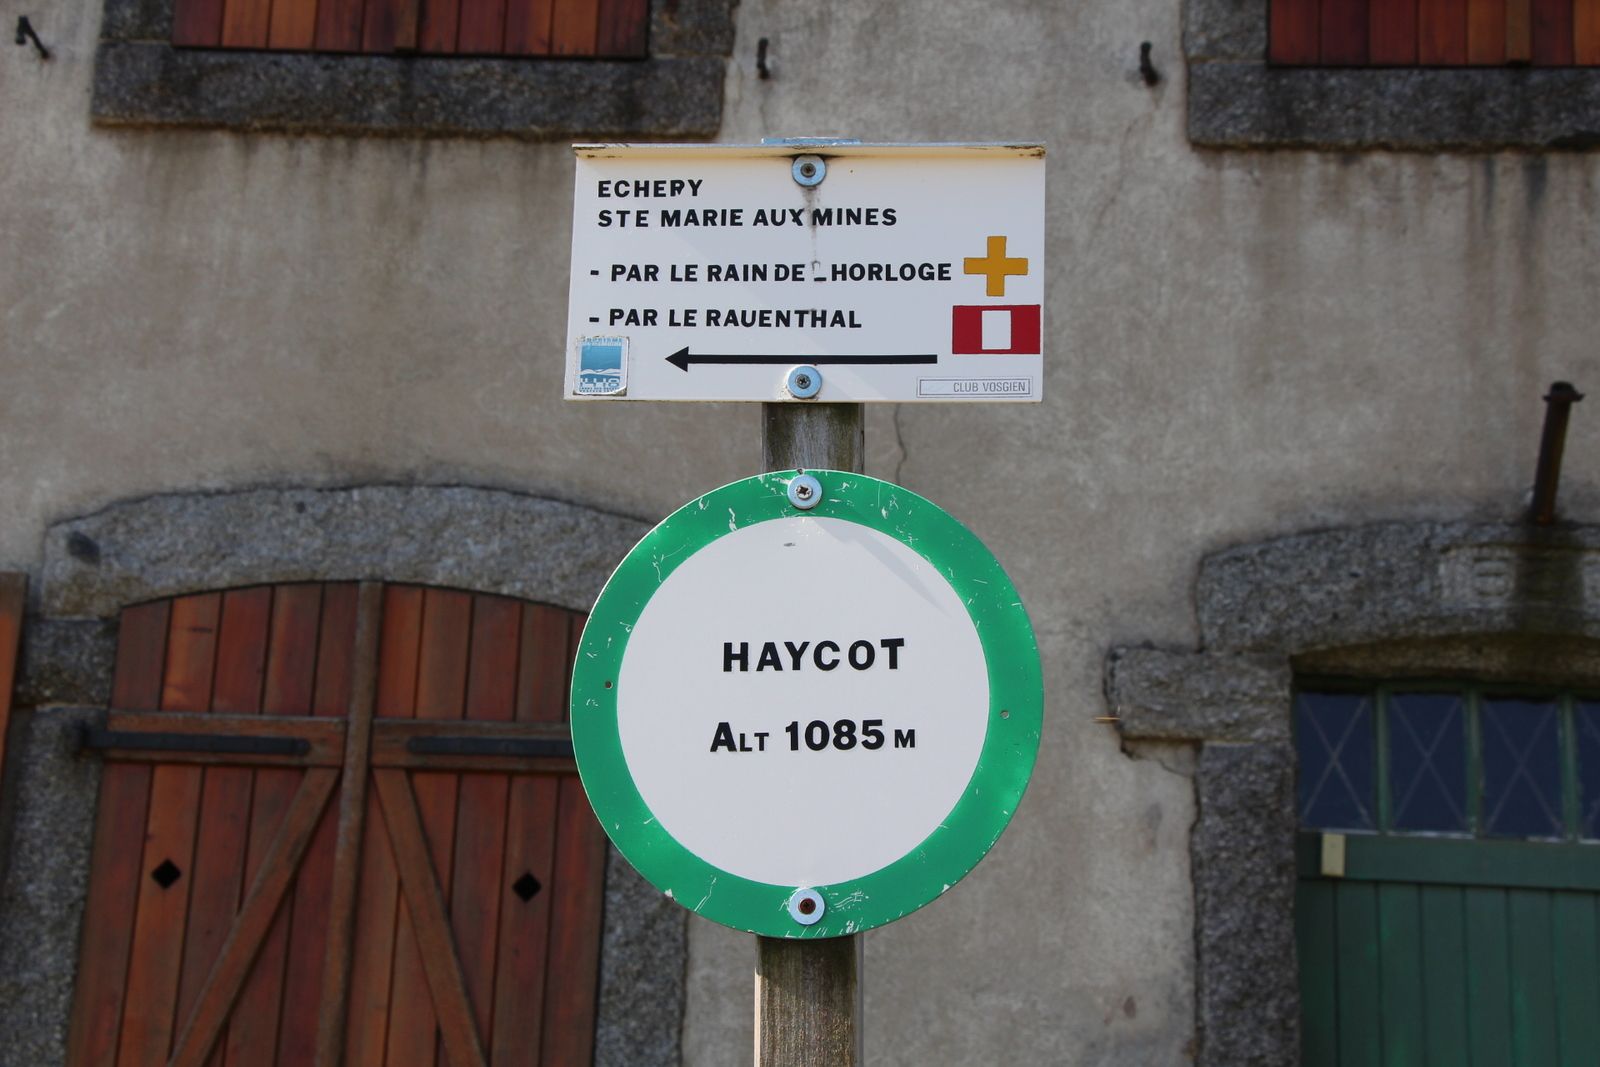 ECHERY
STE MARIE AUX MINES
- PAR LE RAIN DE L HORLOGE
- PAR LE RAUENTHAL
CLUB VOSGIEN
HAYCOT
ALT 1085 M